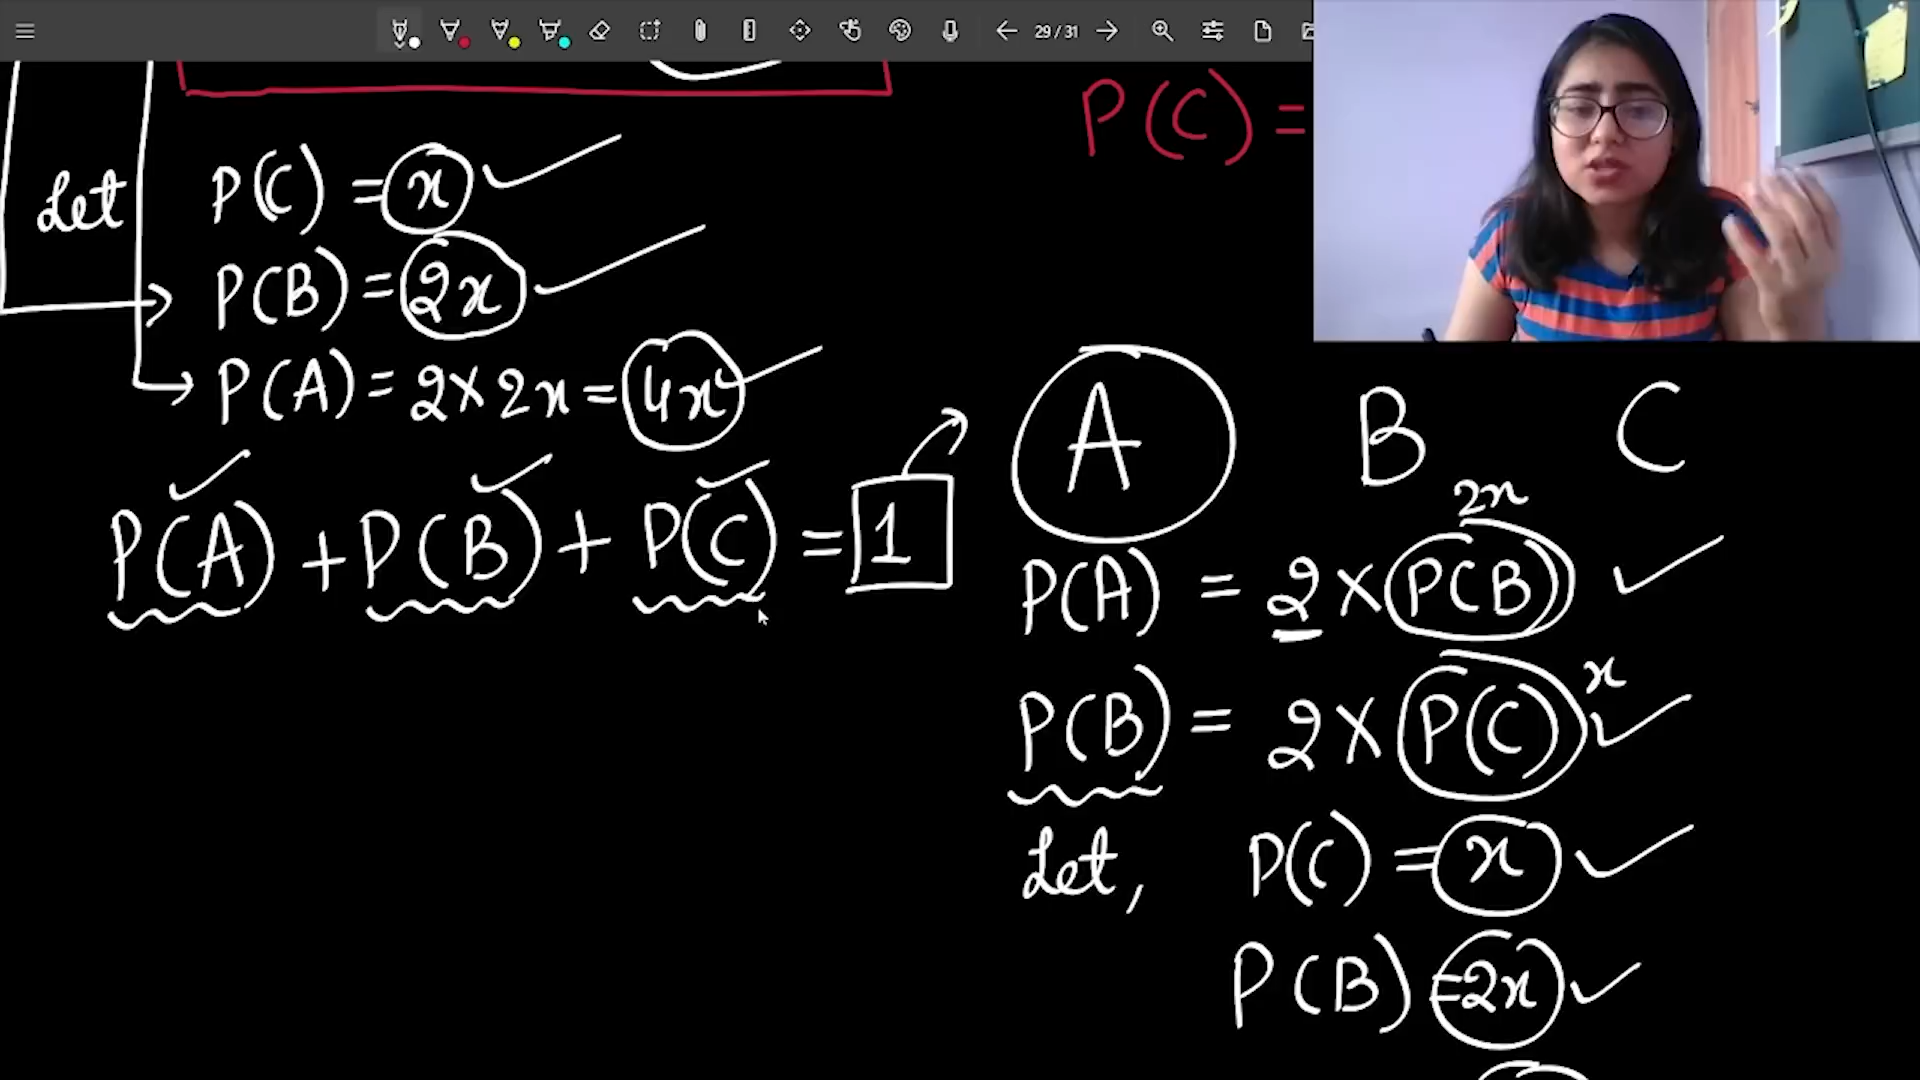 29/31
P(C) =
Let
P(C) = x
P(B) = 2x
P(A) = 2 × 2x = 4x
P(A) + P(B) + P(C) = 1
A B C
2x
P(A) = 2 × P(B)
x
P(B) = 2 × P(C)
Let, P(C) = x
P(B) = 2x